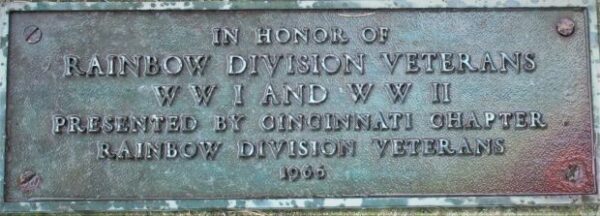 IN HONOR OF
RAINBOW DIVISION VETERANS
W W I AND W W II
PRESENTED BY CINCINNATI CHAPTER
RAINBOW DIVISION VETERANS
1966